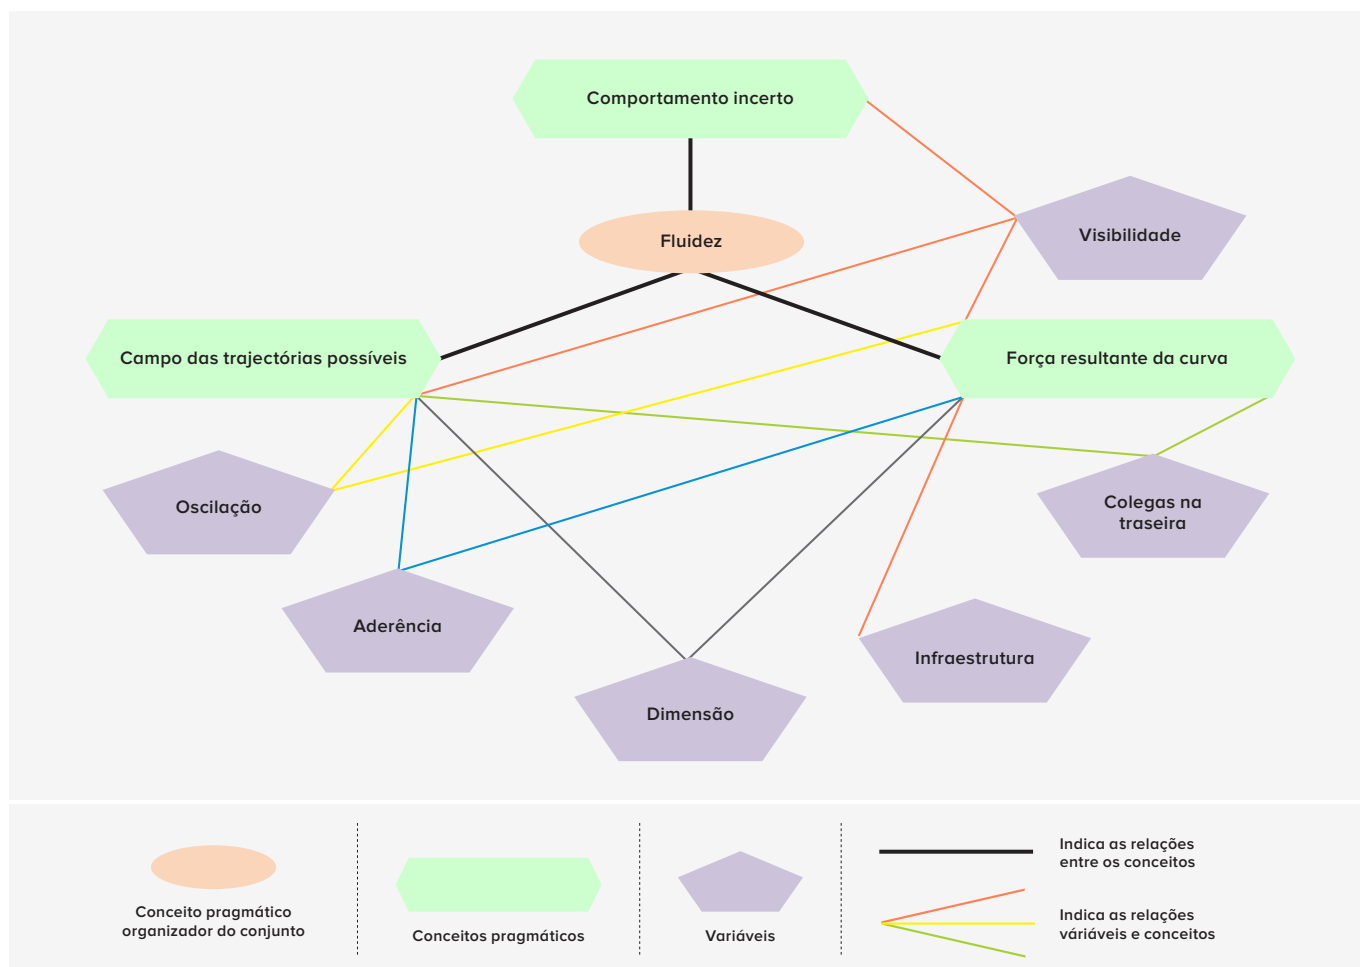 Comportamento incerto
Visibilidade
Fluidez
Campo das trajectórias possíveis
Força resultante da curva
Oscilação
Colegas na
traseira
Aderência
Infraestrutura
Dimensão
Conceito pragmático
organizador do conjunto
Conceitos pragmáticos
Variáveis
Indica as relações
entre os conceitos
Indica as relações
váriáveis e conceitos